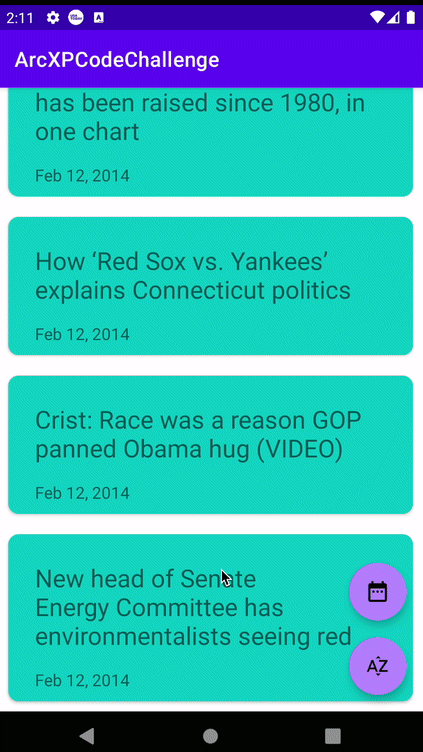 2:11
ArcXPCodeChallenge
has been raised since 1980, in
one chart
Feb 12, 2014
How ‘Red Sox vs. Yankees’
explains Connecticut politics
Feb 12, 2014
Crist: Race was a reason GOP
panned Obama hug (VIDEO)
Feb 12, 2014
New head of Senate
Energy Committee has
environmentalists seeing red
Feb 12, 2014
AZ